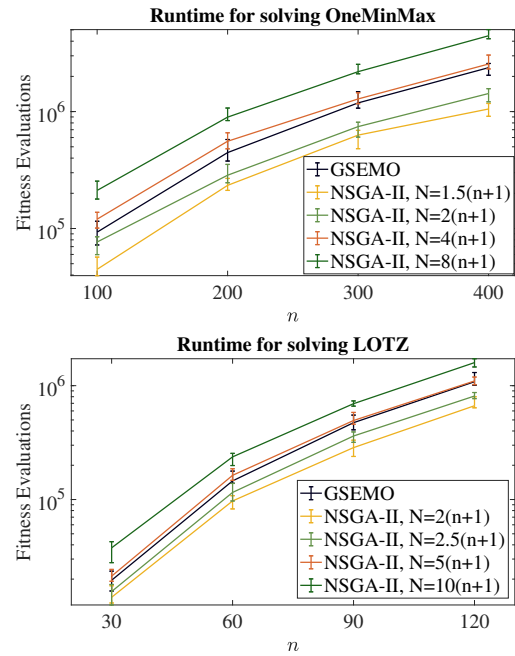 Runtime for solving OneMinMax
Fitness Evaluations
10^6
10^5
GSEMO
NSGA-II, N=1.5(n+1)
NSGA-II, N=2(n+1)
NSGA-II, N=4(n+1)
NSGA-II, N=8(n+1)
100 200 300 400
n
Runtime for solving LOTZ
Fitness Evaluations
10^6
10^5
GSEMO
NSGA-II, N=2(n+1)
NSGA-II, N=2.5(n+1)
NSGA-II, N=5(n+1)
NSGA-II, N=10(n+1)
30 60 90 120
n